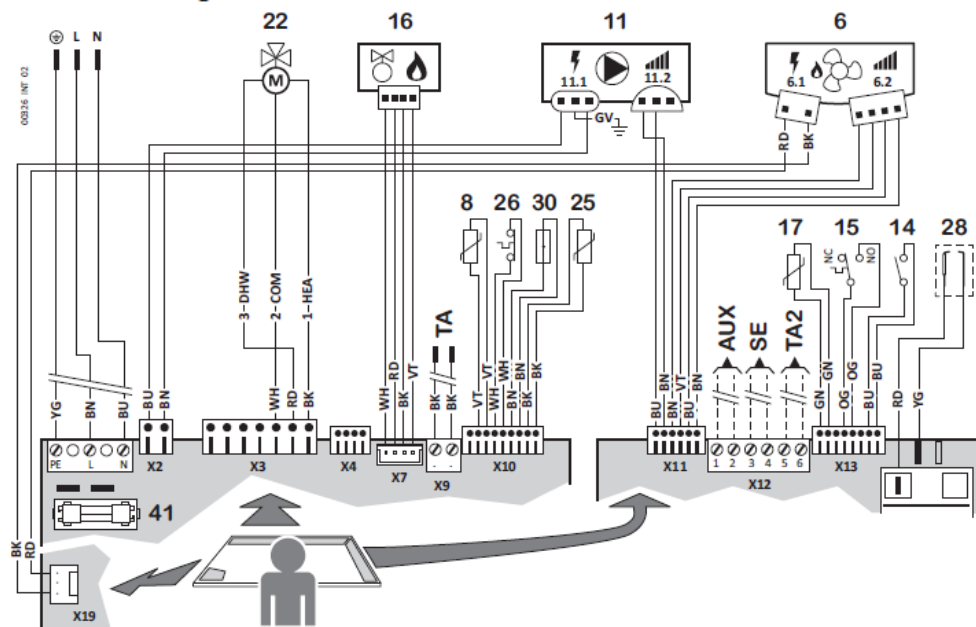 22 16 11 6
L N
M
11.1 11.2
6.1 6.2
GV
00326 INT 02
RD BK
8 26 30 25
17 15 14 28
NC NO
3-DHW 2-COM 1-HEA
TA
AUX SE TA2
YG BN BU BU BN WH RD BK WH RD BK VT BK BK VT VT WH WH BN BN BK BK
BU BN BN VT BU BN GN GN OG OG BU BU RD YG
PE L N
X2 X3 X4 X7 X9 X10
1 2 3 4 5 6
X11 X12 X13
41
BK RD
X19